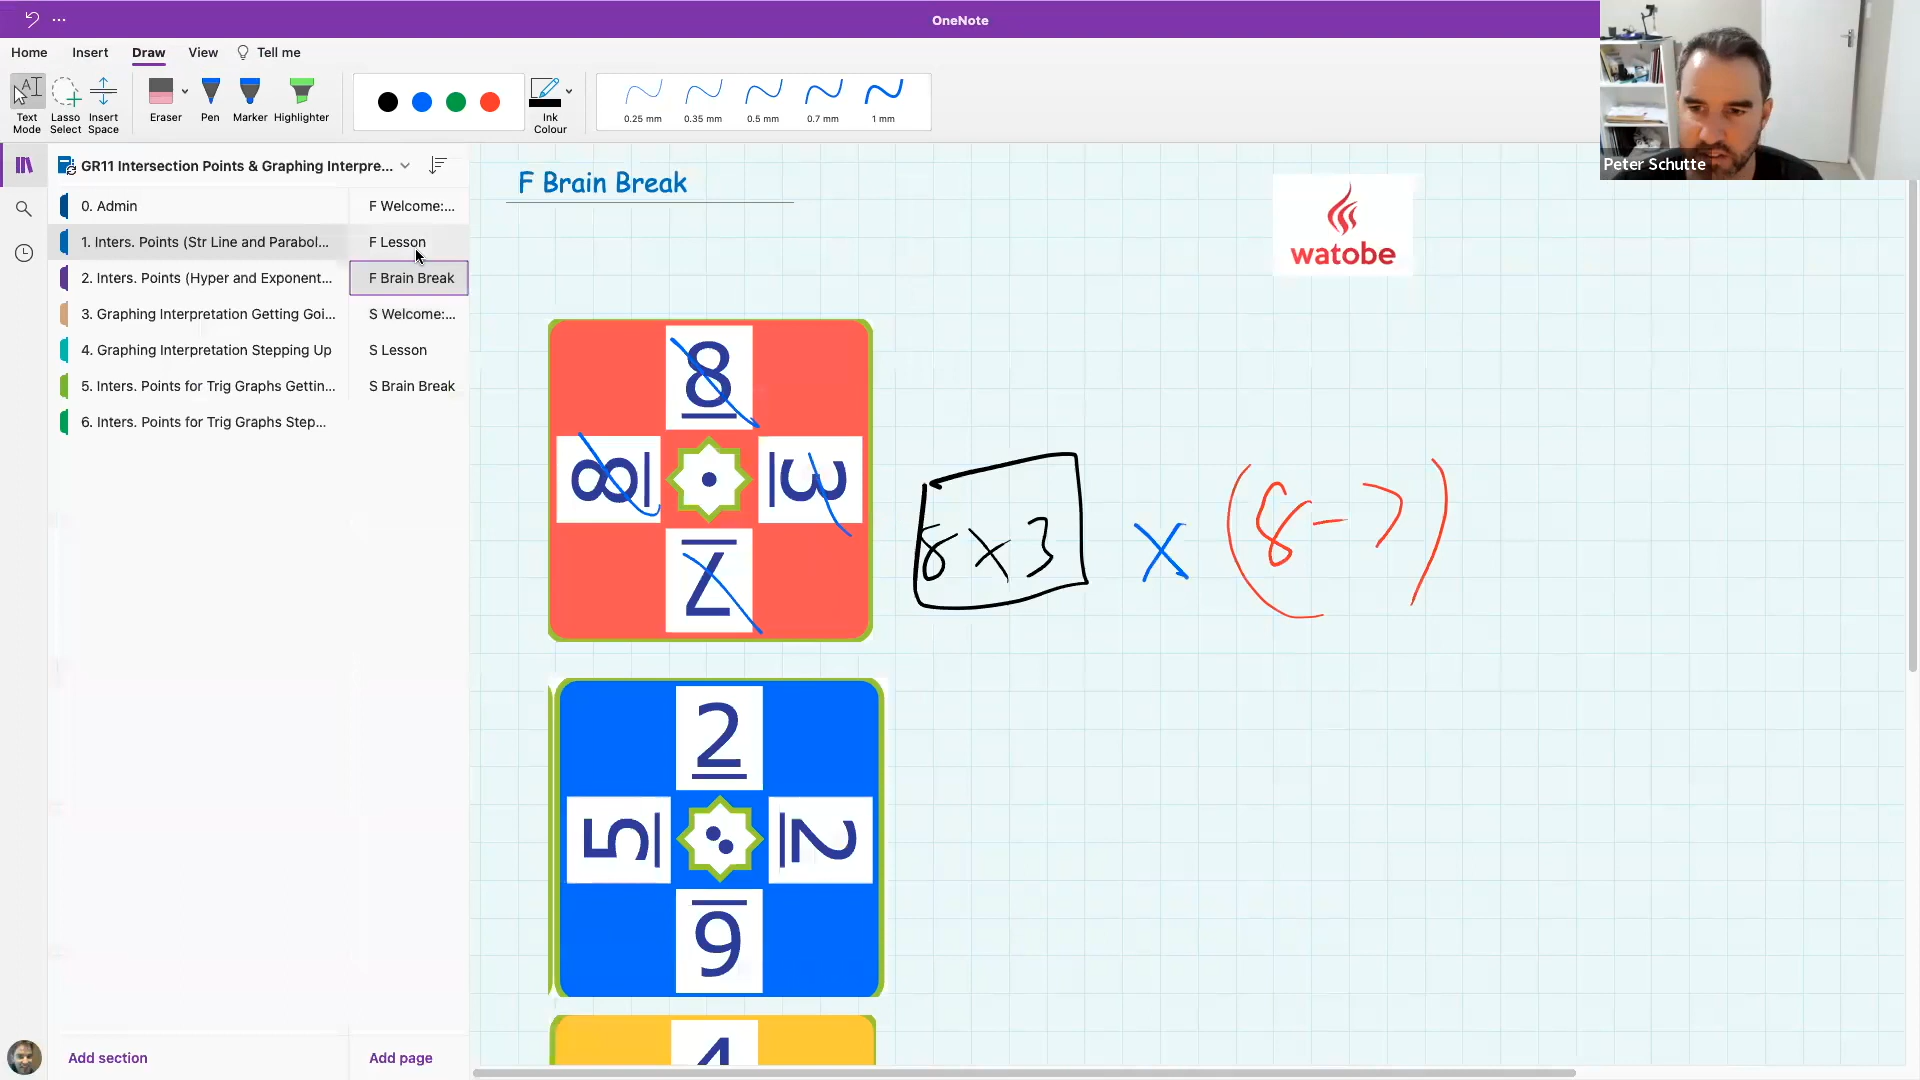 OneNote
Home Insert Draw View Tell me
Text Mode
Lasso Select
Insert Space
Eraser
Pen
Marker
Highlighter
Ink Colour
0.25 mm 0.35 mm 0.5 mm 0.7 mm 1 mm
Peter Schutte
GR11 Intersection Points & Graphing Interpre...
0. Admin
1. Inters. Points (Str Line and Parabol...
2. Inters. Points (Hyper and Exponent...
3. Graphing Interpretation Getting Goi...
4. Graphing Interpretation Stepping Up
5. Inters. Points for Trig Graphs Gettin...
6. Inters. Points for Trig Graphs Step...
F Welcome:...
F Lesson
F Brain Break
S Welcome:...
S Lesson
S Brain Break
Add section
Add page
F Brain Break
watobe
8
8 3
7
8 x 3 x (8 - 7)
2
5 2
9
4